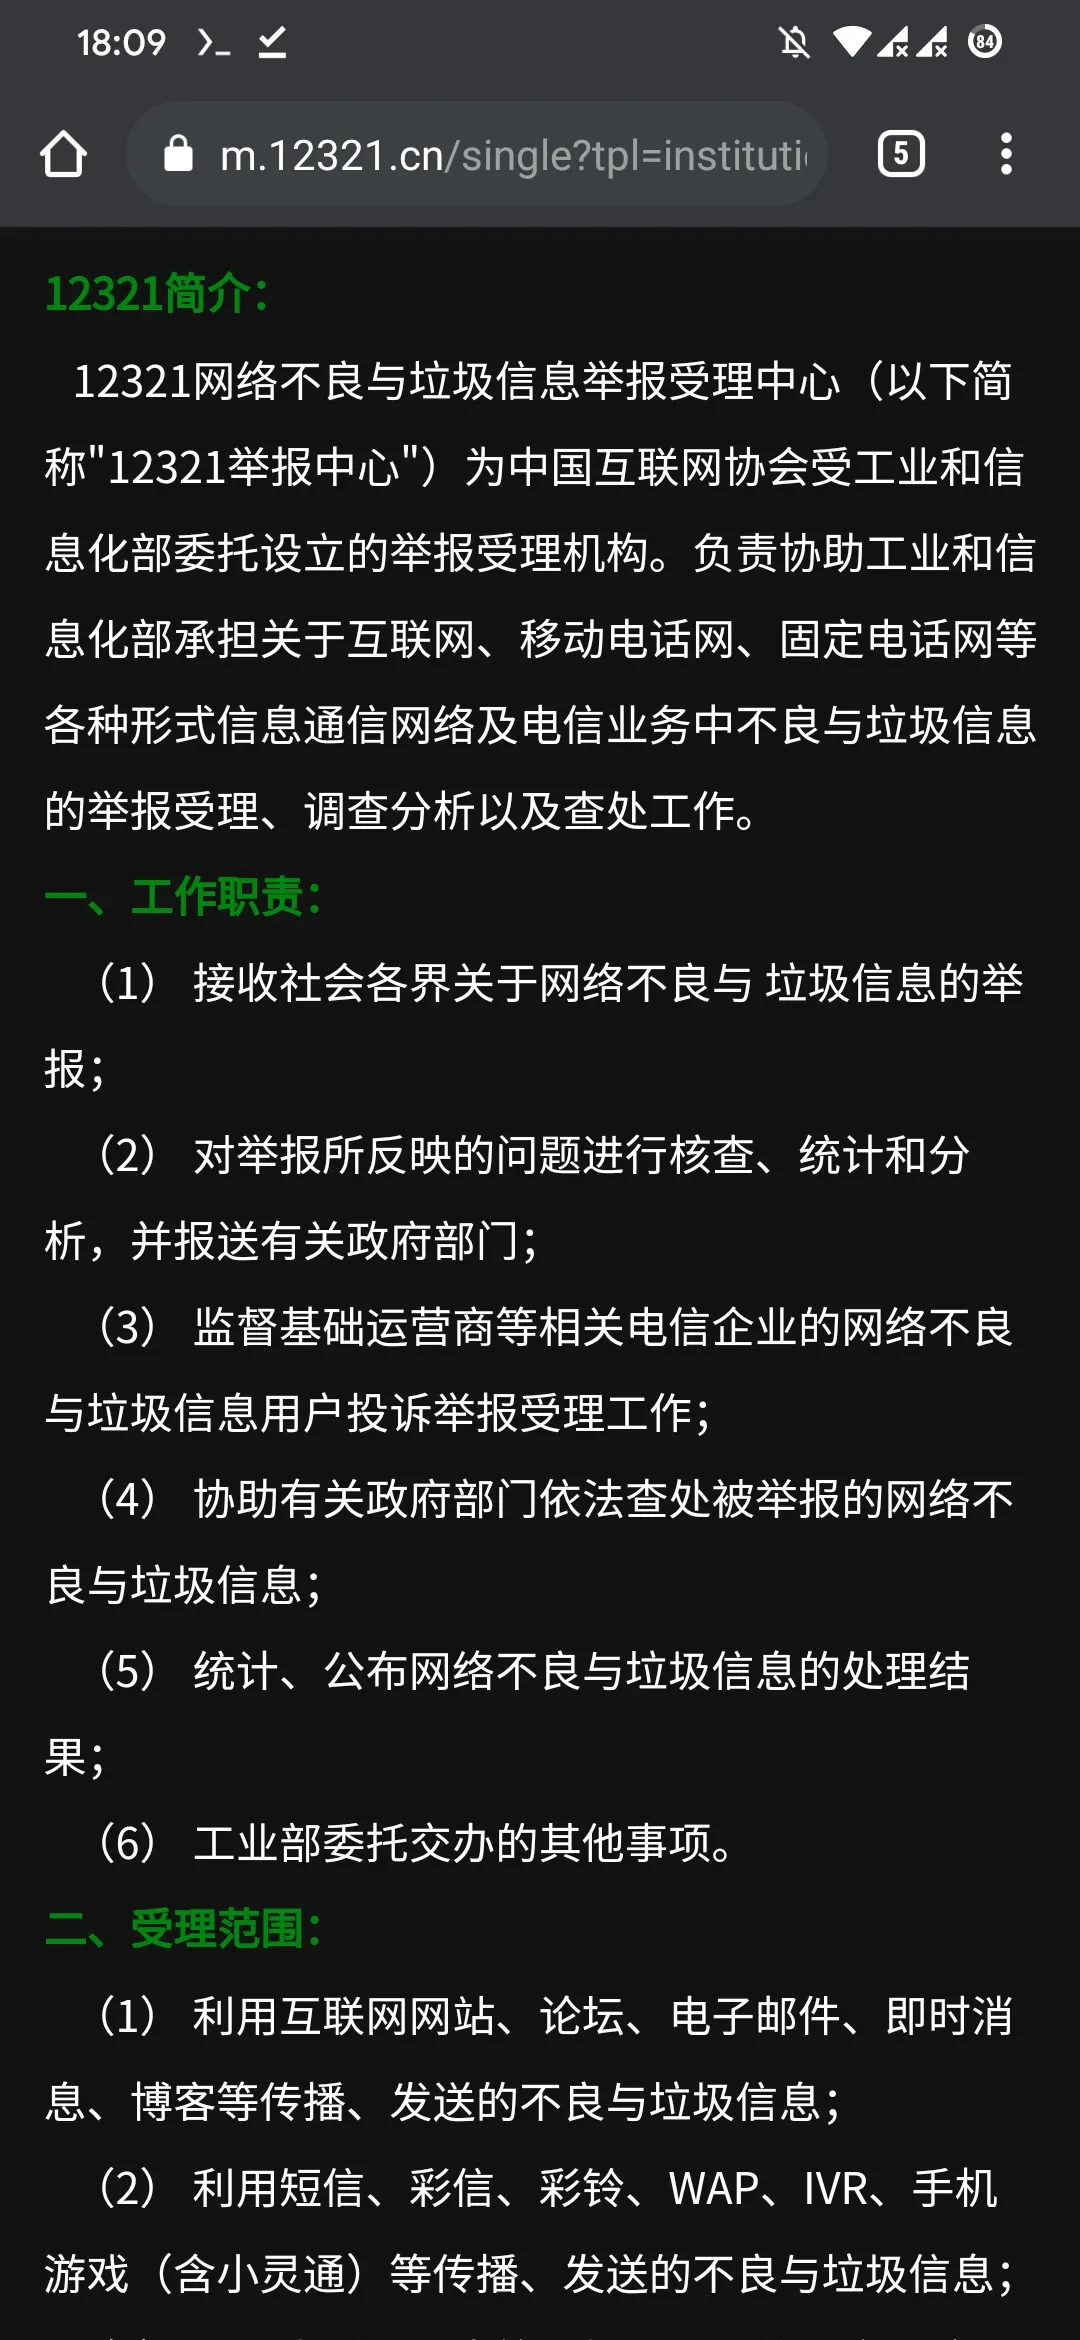 18:09
84
m.12321.cn/single?tpl=instituti
5
12321简介：
12321网络不良与垃圾信息举报受理中心（以下简
称"12321举报中心"）为中国互联网协会受工业和信
息化部委托设立的举报受理机构。负责协助工业和信
息化部承担关于互联网、移动电话网、固定电话网等
各种形式信息通信网络及电信业务中不良与垃圾信息
的举报受理、调查分析以及查处工作。
一、工作职责：
（1） 接收社会各界关于网络不良与 垃圾信息的举
报；
（2） 对举报所反映的问题进行核查、统计和分
析，并报送有关政府部门；
（3） 监督基础运营商等相关电信企业的网络不良
与垃圾信息用户投诉举报受理工作；
（4） 协助有关政府部门依法查处被举报的网络不
良与垃圾信息；
（5） 统计、公布网络不良与垃圾信息的处理结
果；
（6） 工业部委托交办的其他事项。
二、受理范围：
（1） 利用互联网网站、论坛、电子邮件、即时消
息、博客等传播、发送的不良与垃圾信息；
（2） 利用短信、彩信、彩铃、WAP、IVR、手机
游戏（含小灵通）等传播、发送的不良与垃圾信息；